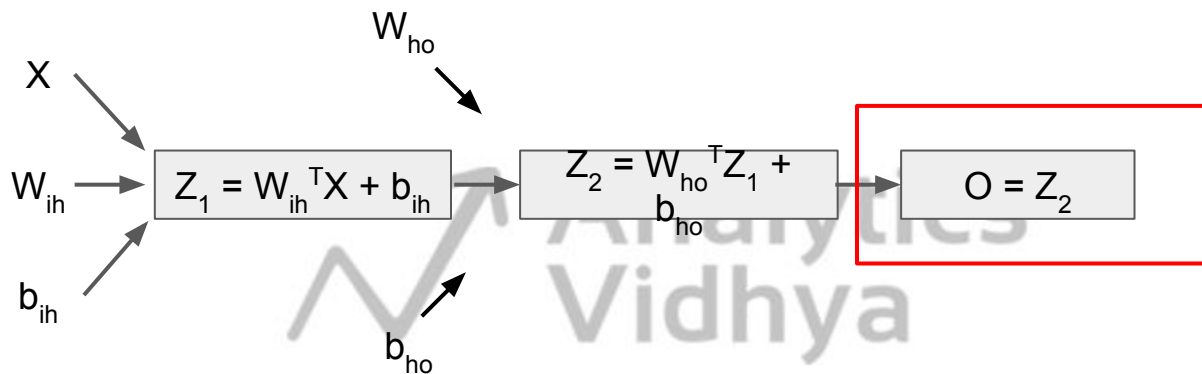 W_ho
X
W_ih
b_ih
Z_1 = W_ih^T X + b_ih
Z_2 = W_ho^T Z_1 +
b_ho
O = Z_2
b_ho
Analytics
Vidhya